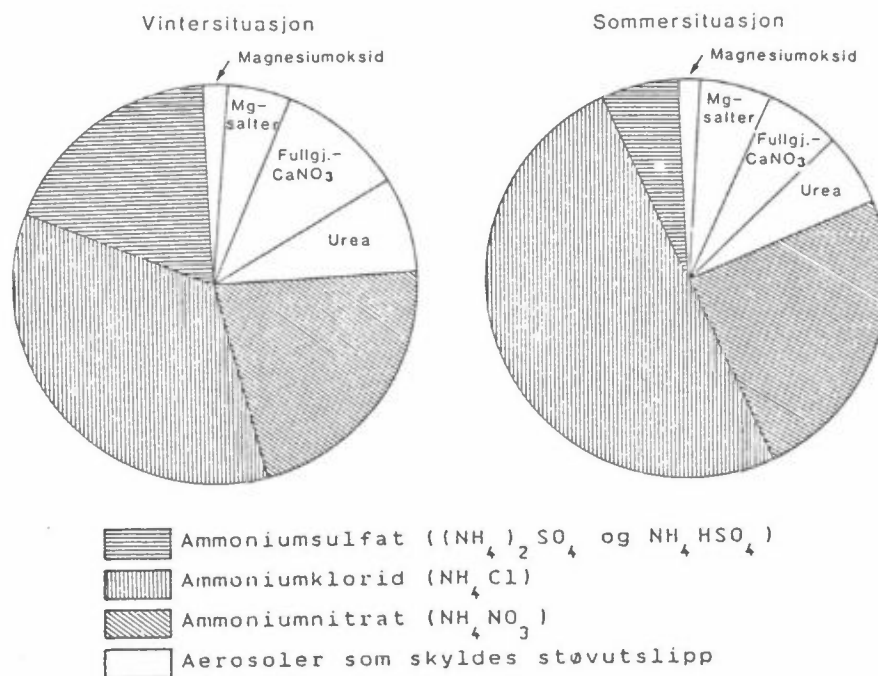 Vintersituasjon
Magnesiumoksid
Mg-
salter
Fullgj.-
CaNO3
Urea
Sommersituasjon
Magnesiumoksid
Mg-
salter
Fullgj.-
CaNO3
Urea
Ammoniumsulfat ((NH4)2SO4 og NH4HSO4)
Ammoniumklorid (NH4Cl)
Ammoniumnitrat (NH4NO3)
Aerosoler som skyldes støvutslipp